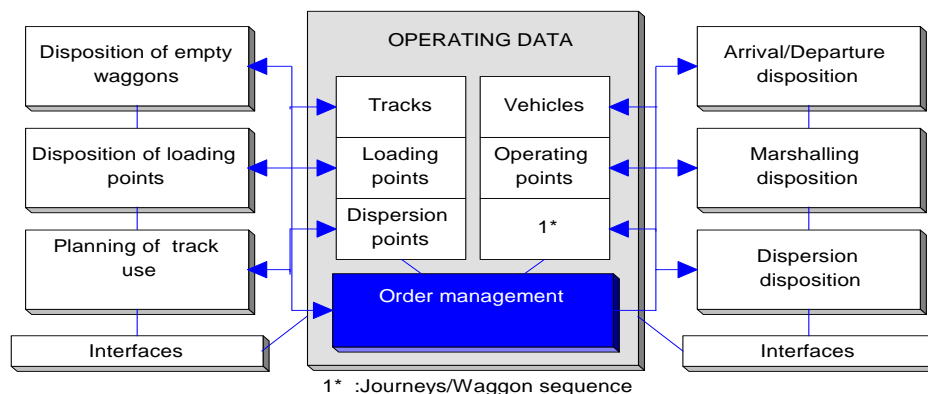 Disposition of empty
waggons
Disposition of loading
points
Planning of track
use
Interfaces
OPERATING DATA
Tracks
Loading
points
Dispersion
points
Vehicles
Operating
points
1*
Order management
Arrival/Departure
disposition
Marshalling
disposition
Dispersion
disposition
Interfaces
1* :Journeys/Waggon sequence